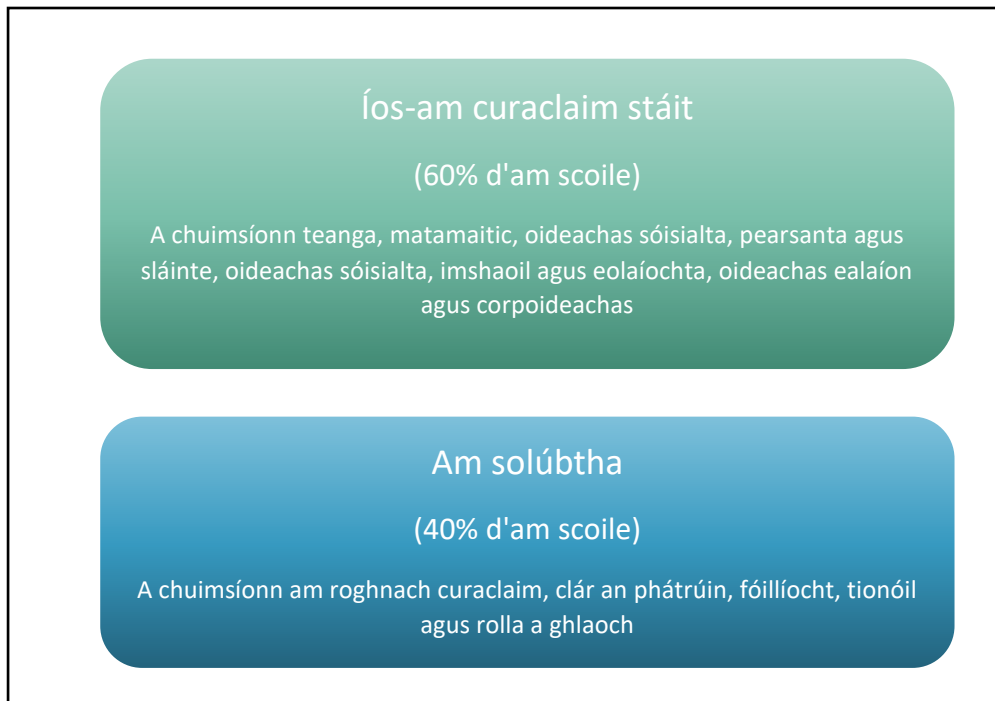 Íos-am curaclaim stáit
(60% d'am scoile)
A chuimsíonn teanga, matamaitic, oideachas sóisialta, pearsanta agus
sláinte, oideachas sóisialta, imshaoil agus eolaíochta, oideachas ealaíon
agus corpoideachas
Am solúbtha
(40% d'am scoile)
A chuimsíonn am roghnach curaclaim, clár an phátrúin, fóillíocht, tionóil
agus rolla a ghlaoch